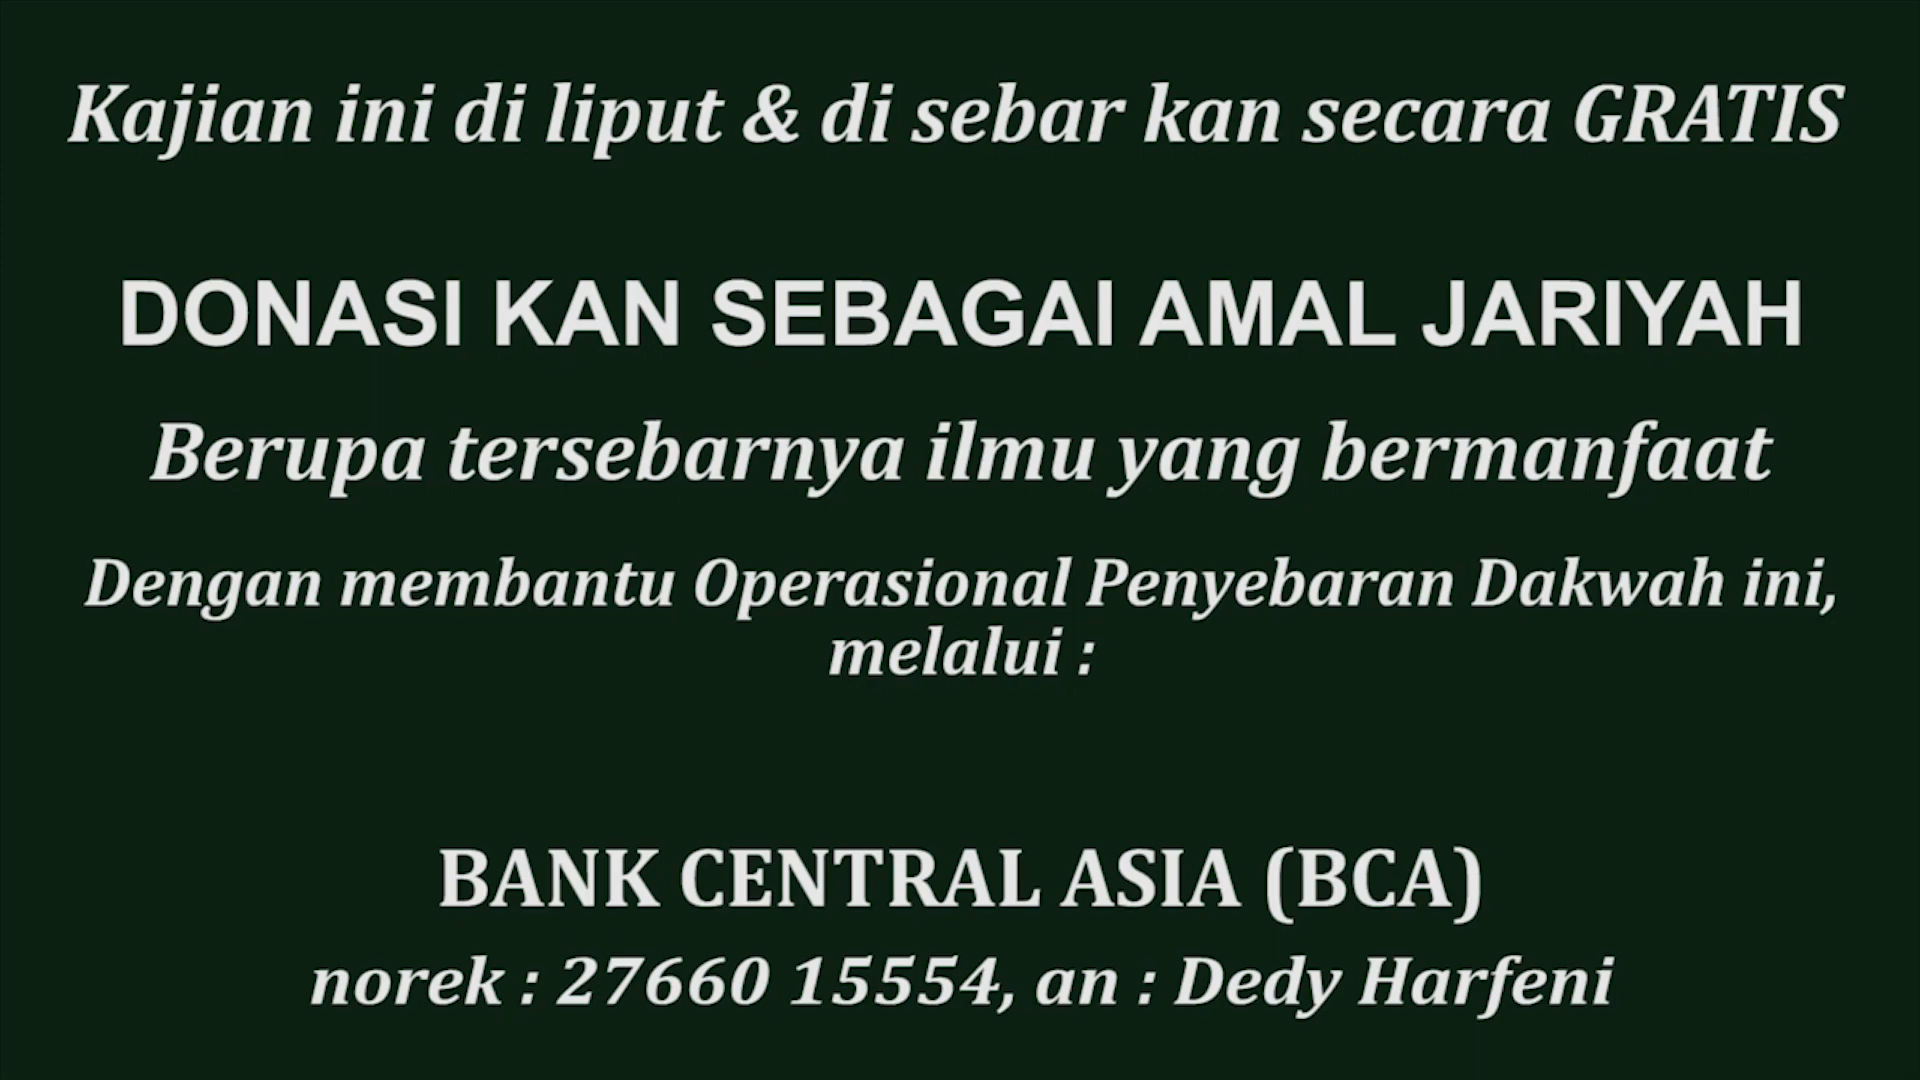 Kajian ini di liput & di sebar kan secara GRATIS
DONASI KAN SEBAGAI AMAL JARIYAH
Berupa tersebarnya ilmu yang bermanfaat
Dengan membantu Operasional Penyebaran Dakwah ini,
melalui :
BANK CENTRAL ASIA (BCA)
norek : 27660 15554, an : Dedy Harfeni